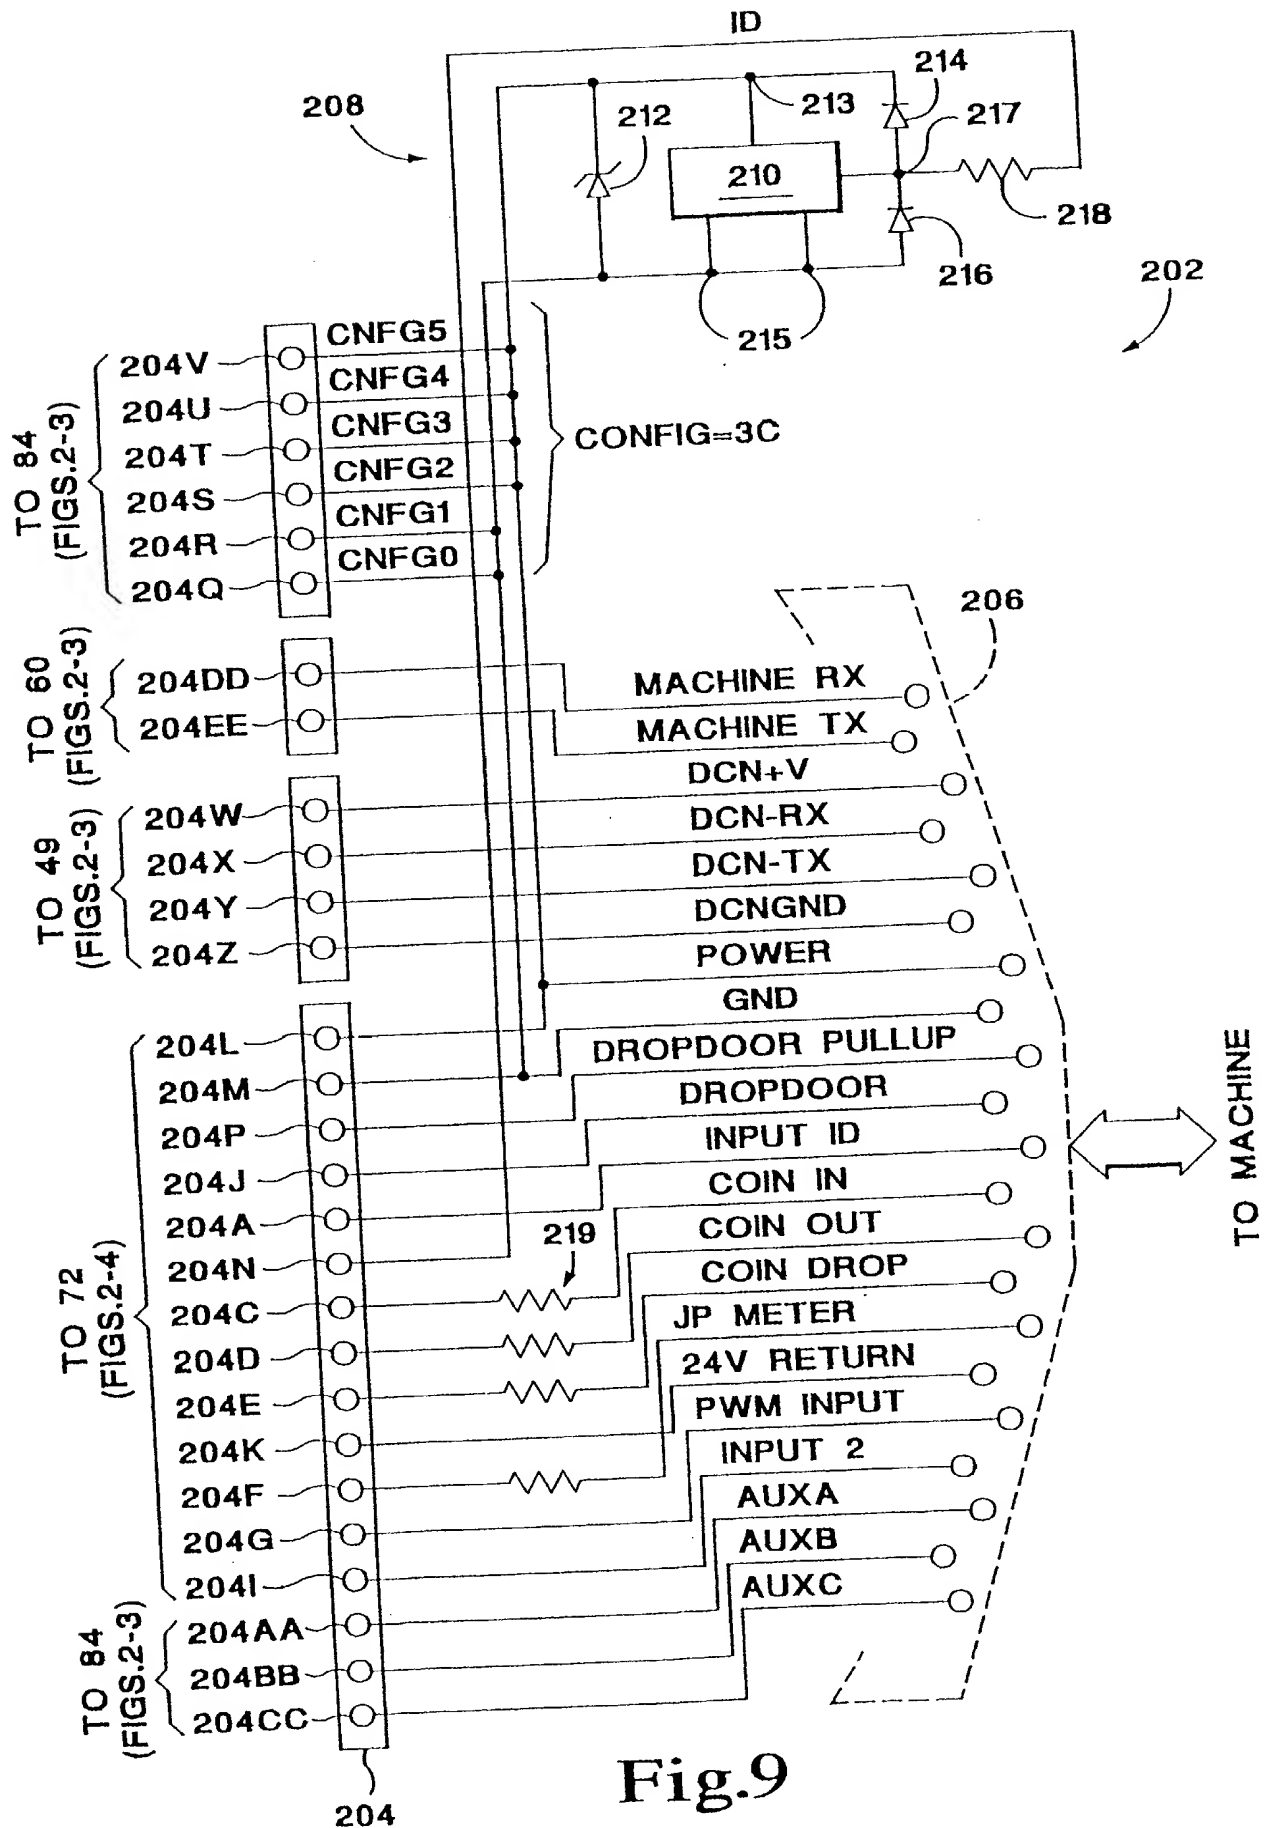 ID
208
212
213
214
217
210
218
216
202
215
CNFG5
204V
CNFG4
204U
CNFG3
204T
CONFIG=3C
CNFG2
204S
CNFG1
204R
CNFG0
204Q
TO 84
(FIGS.2-3)
206
204DD
MACHINE RX
204EE
MACHINE TX
TO 60
(FIGS.2-3)
DCN+V
204W
DCN-RX
204X
DCN-TX
204Y
DCNGND
204Z
TO 49
(FIGS.2-3)
POWER
GND
204L
DROPDOOR PULLUP
204M
DROPDOOR
204P
INPUT ID
204J
COIN IN
204A
COIN OUT
204N
219
COIN DROP
204C
JP METER
204D
24V RETURN
204E
PWM INPUT
204K
INPUT 2
204F
AUXA
204G
AUXB
204I
AUXC
TO 72
(FIGS.2-4)
TO MACHINE
204AA
204BB
204CC
TO 84
(FIGS.2-3)
204
Fig.9